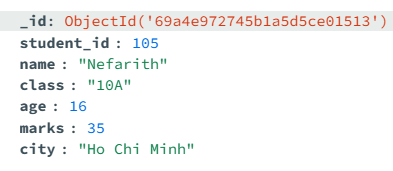 _id: ObjectId('69a4e972745b1a5d5ce01513')
student_id : 105
name : "Nefarith"
class : "10A"
age : 16
marks : 35
city : "Ho Chi Minh"